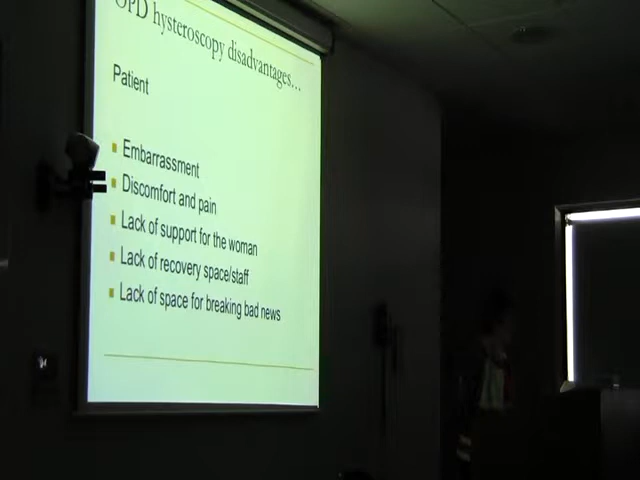 OPD hysteroscopy disadvantages...
Patient
Embarrassment
Discomfort and pain
Lack of support for the woman
Lack of recovery space/staff
Lack of space for breaking bad news